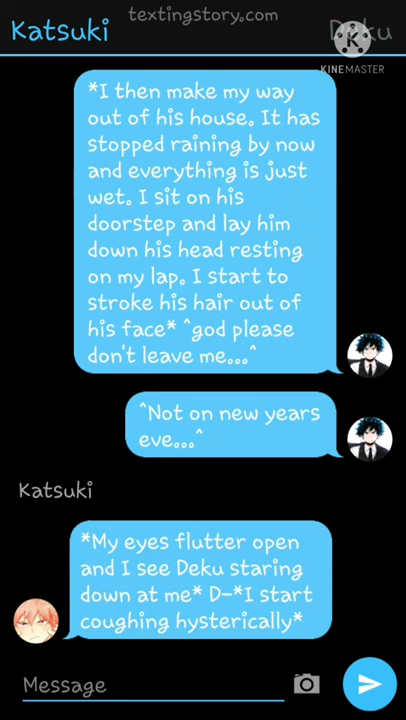 textingstory.com
Katsuki
Deku
KINEMASTER
*I then make my way
out of his house. It has
stopped raining by now
and everything is just
wet. I sit on his
doorstep and lay him
down his head resting
on my lap. I start to
stroke his hair out of
his face* ^god please
don't leave me...^
^Not on new years
eve...^
Katsuki
*My eyes flutter open
and I see Deku staring
down at me* D-*I start
coughing hysterically*
Message